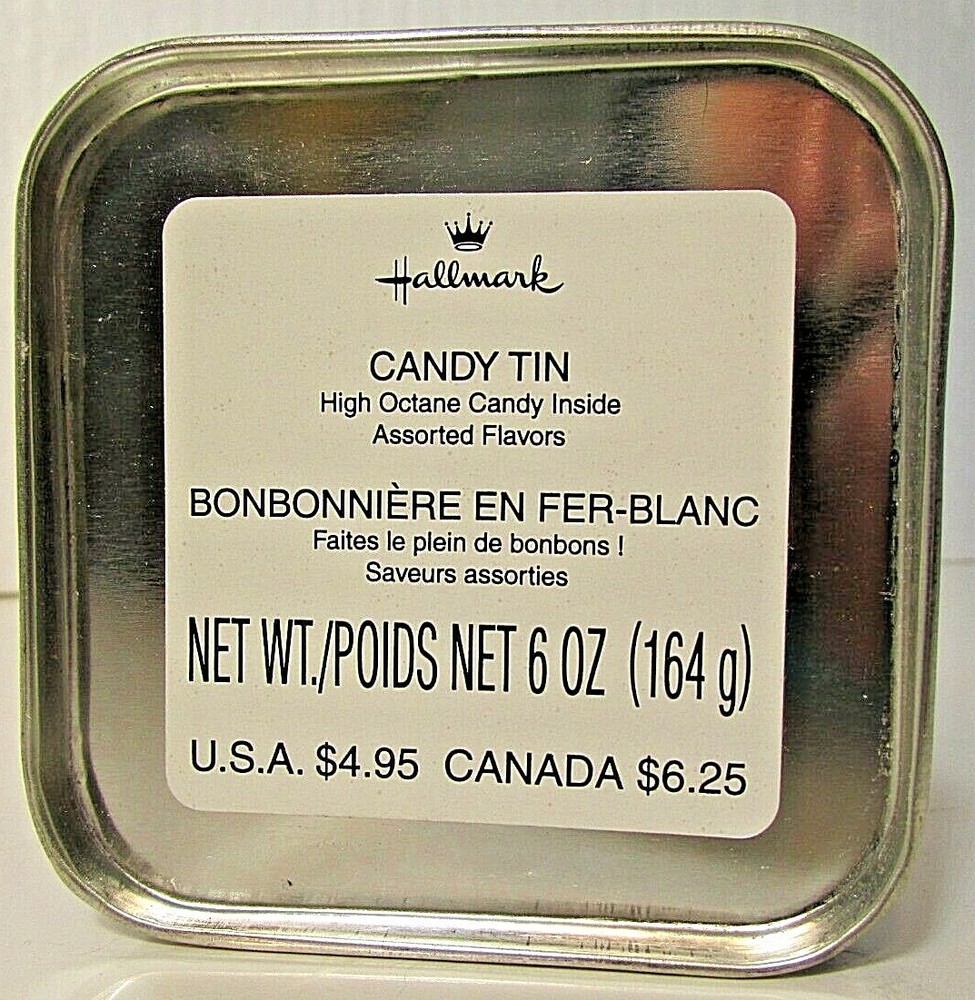 Hallmark
CANDY TIN
High Octane Candy Inside
Assorted Flavors
BONBONNIÈRE EN FER-BLANC
Faites le plein de bonbons !
Saveurs assorties
NET WT./POIDS NET 6 OZ (164 g)
U.S.A. $4.95 CANADA $6.25